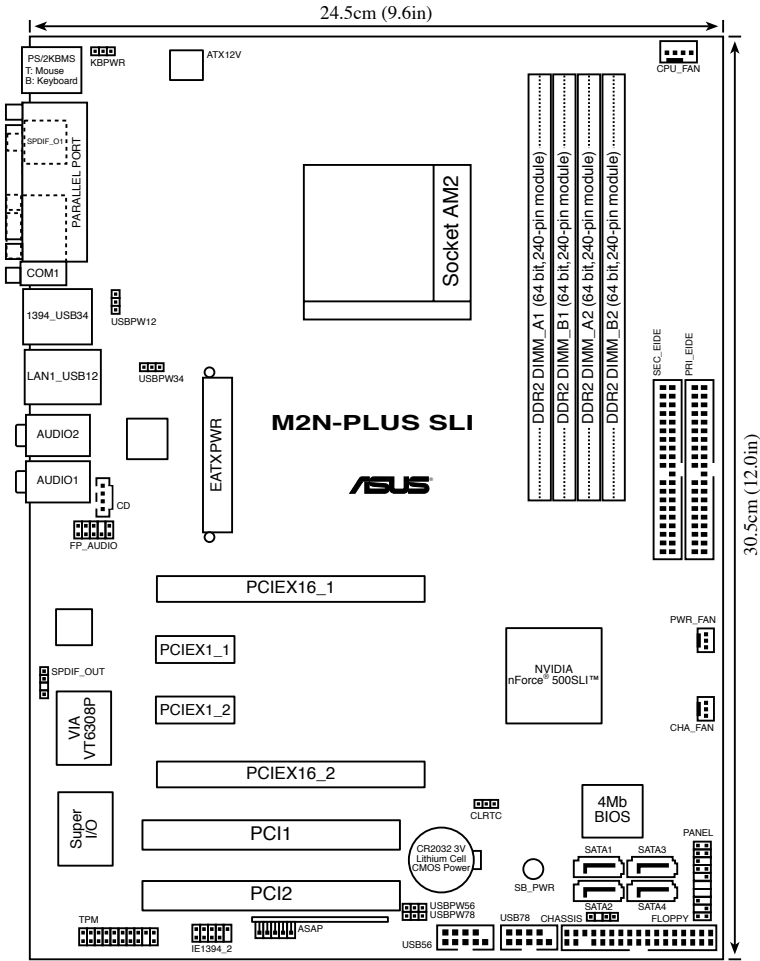 24.5cm (9.6in)
PS/2KBMS
T: Mouse
B: Keyboard
KBPWR
ATX12V
CPU_FAN
SPDIF_O1
PARALLEL PORT
Socket AM2
DDR2 DIMM_A1 (64 bit,240-pin module)
DDR2 DIMM_B1 (64 bit,240-pin module)
DDR2 DIMM_A2 (64 bit,240-pin module)
DDR2 DIMM_B2 (64 bit,240-pin module)
COM1
1394_USB34
USBPW12
LAN1_USB12
USBPW34
SEC_EIDE
PRI_EIDE
AUDIO2
EATXPWR
M2N-PLUS SLI
ASUS
30.5cm (12.0in)
AUDIO1
CD
FP_AUDIO
PCIEX16_1
PWR_FAN
PCIEX1_1
NVIDIA
nForce® 500SLI™
SPDIF_OUT
PCIEX1_2
VIA
VT6308P
CHA_FAN
PCIEX16_2
CLRTC
4Mb
BIOS
Super
I/O
PCI1
CR2032 3V
Lithium Cell
CMOS Power
PANEL
SATA1
SATA3
SB_PWR
PCI2
SATA2
SATA4
USBPW56
USBPW78
TPM
IE1394_2
ASAP
USB56
USB78
CHASSIS
FLOPPY